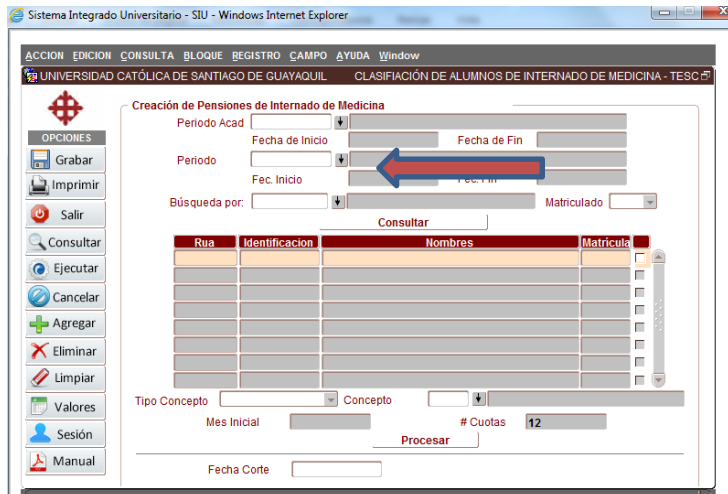 Sistema Integrado Universitario - SIU - Windows Internet Explorer
ACCION EDICION CONSULTA BLOQUE REGISTRO CAMPO AYUDA Window
UNIVERSIDAD CATÓLICA DE SANTIAGO DE GUAYAQUIL CLASIFIACIÓN DE ALUMNOS DE INTERNADO DE MEDICINA - TESC
OPCIONES
Grabar
Imprimir
Salir
Consultar
Ejecutar
Cancelar
Agregar
Eliminar
Limpiar
Valores
Sesión
Manual
Creación de Pensiones de Internado de Medicina
Periodo Acad
Fecha de Inicio Fecha de Fin
Periodo
Fec. Inicio Fec. Fin
Búsqueda por: Matriculado
Consultar
Rua Identificacion Nombres Matricula
Tipo Concepto Concepto
Mes Inicial # Cuotas 12
Procesar
Fecha Corte